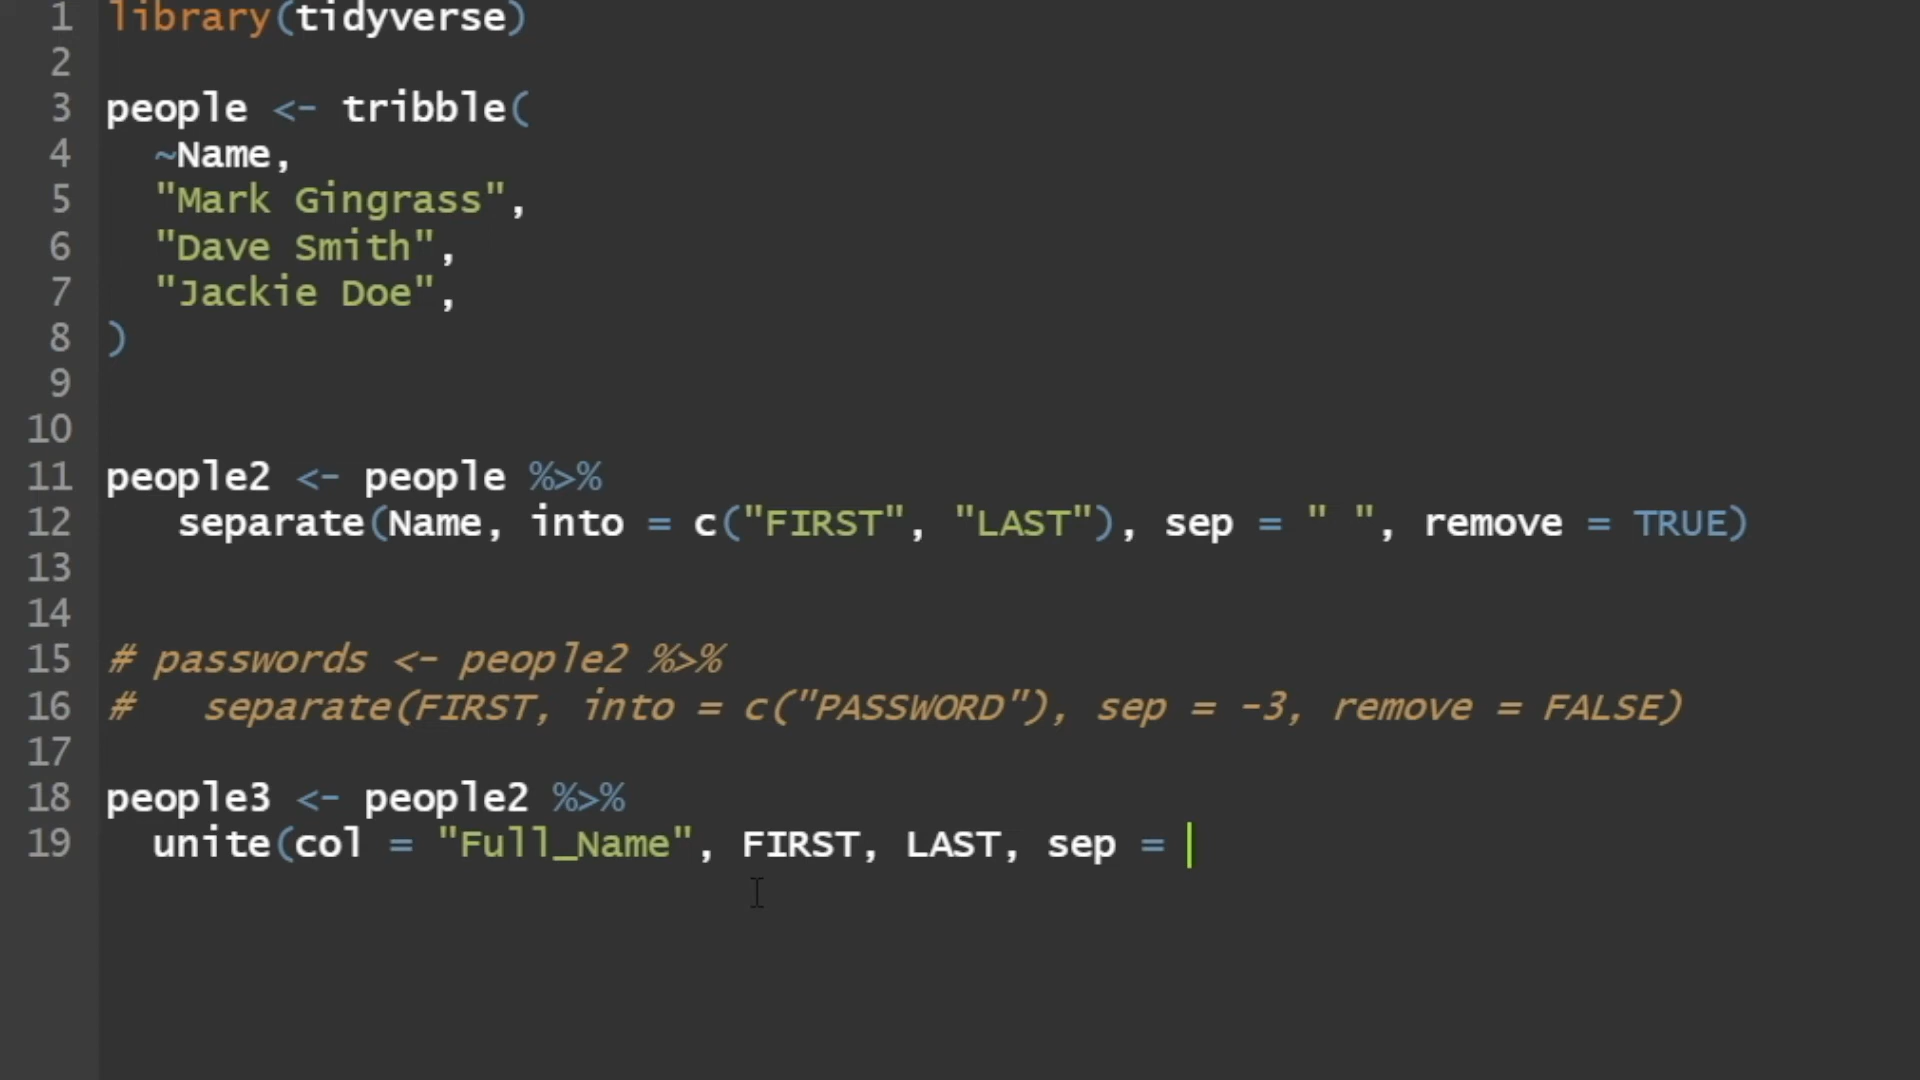 1 library(tidyverse)
2
3 people <- tribble(
4   ~Name,
5   "Mark Gingrass",
6   "Dave Smith",
7   "Jackie Doe",
8 )
9
10
11 people2 <- people %>%
12    separate(Name, into = c("FIRST", "LAST"), sep = " ", remove = TRUE)
13
14
15 # passwords <- people2 %>%
16 #   separate(FIRST, into = c("PASSWORD"), sep = -3, remove = FALSE)
17
18 people3 <- people2 %>%
19   unite(col = "Full_Name", FIRST, LAST, sep =